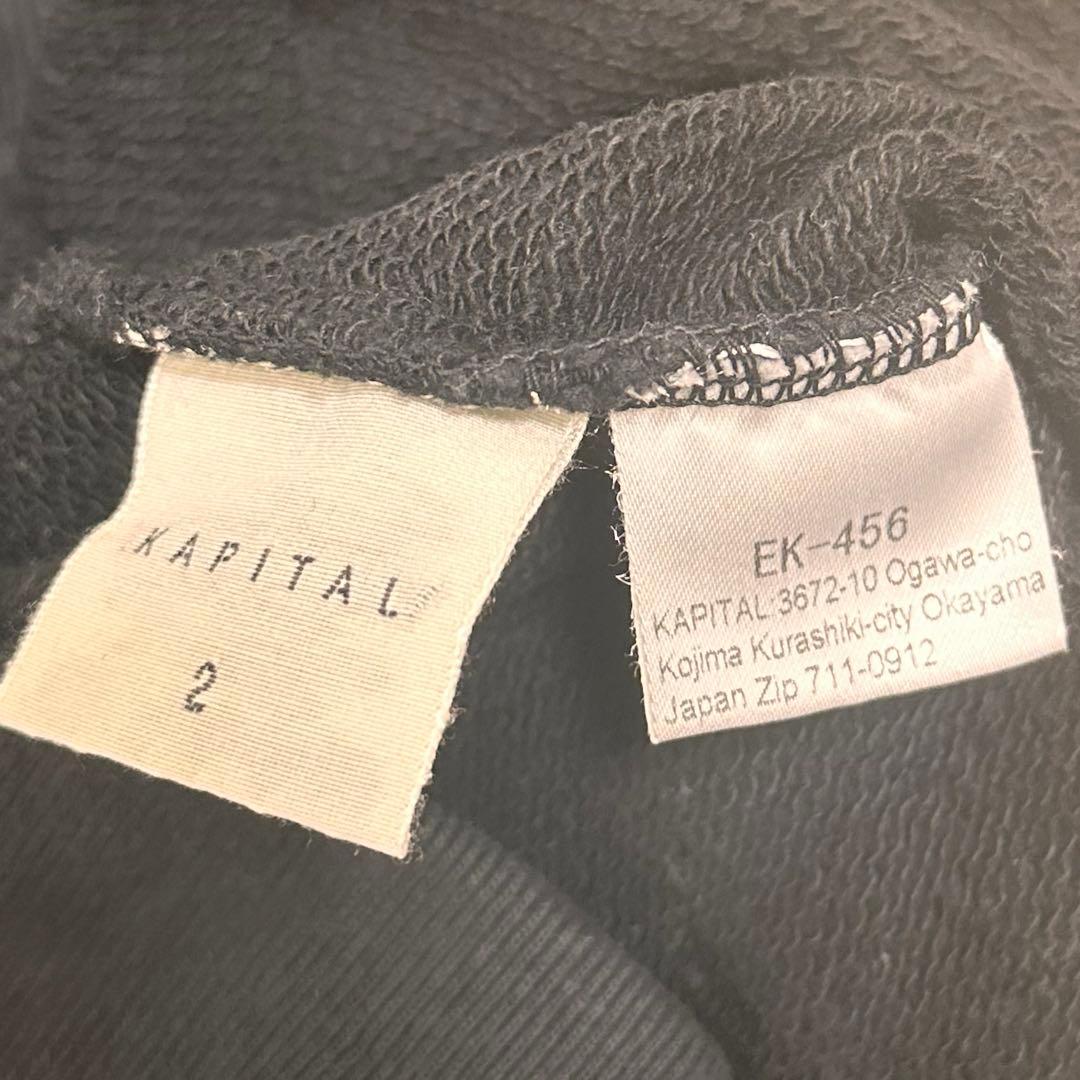 KAPITAL
2
EK-456
KAPITAL 3672-10 Ogawa-cho
Kojima Kurashiki-city Okayama
Japan Zip 711-0912